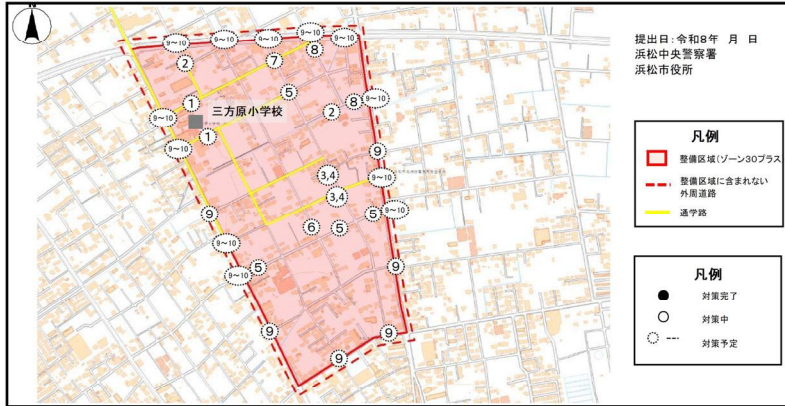 N
提出日:令和8年 月 日
浜松中央警察署
浜松市役所
9~10
9~10
9~10
9~10
9~10
2
7
8
5
1
9~10
三方原小学校
2
8
9~10
1
9~10
9
3,4
9~10
3,4
9
5
9~10
6
5
9~10
5
9~10
9
9
9
9
凡例
整備区域(ゾーン30プラス
整備区域に含まれない
外周道路
通学路
凡例
対策完了
対策中
対策予定